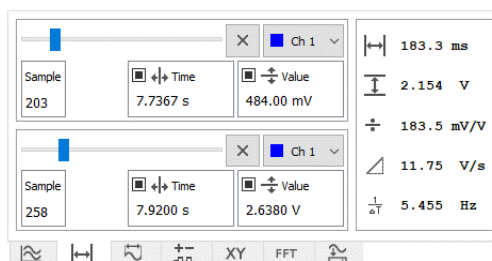 Ch 1
Sample
203
Time
7.7367 s
Value
484.00 mV
Ch 1
Sample
258
Time
7.9200 s
Value
2.6380 V
183.3 ms
2.154 V
183.5 mV/V
11.75 V/s
1/ΔT 5.455 Hz
XY
FFT